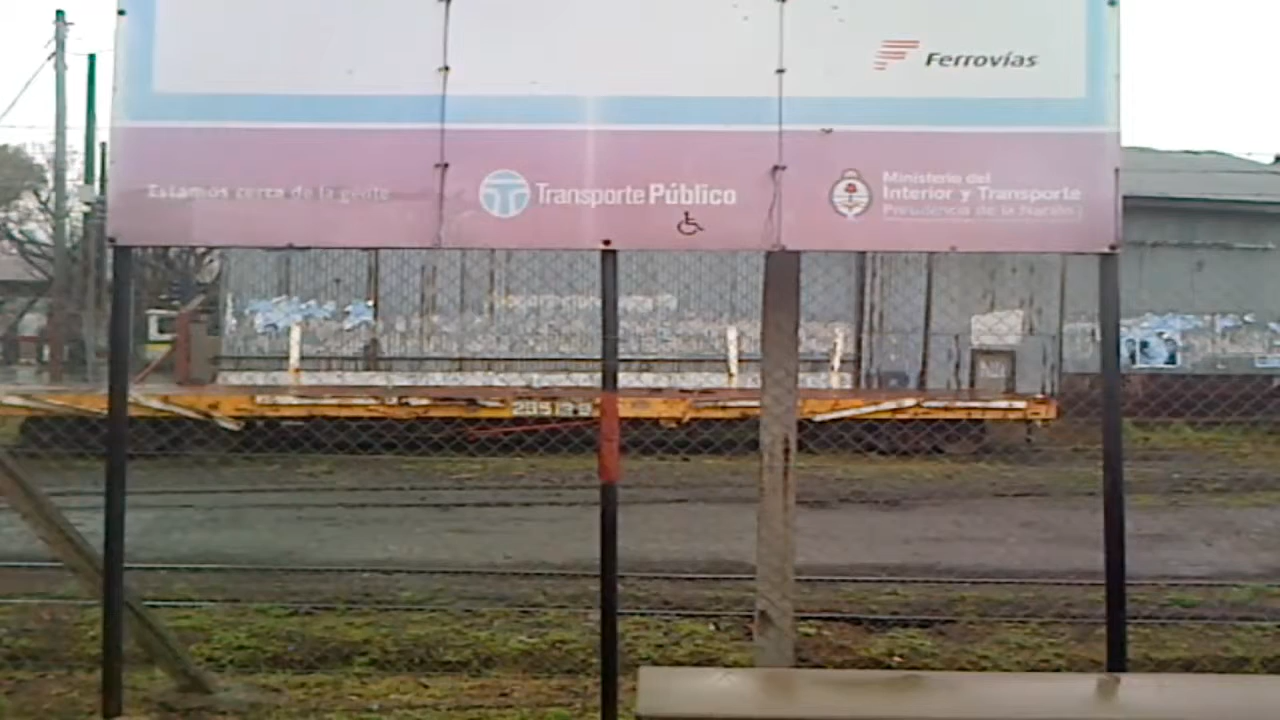 Ferrovías
Estamos cerca de la gente
Transporte Público
Ministerio del
Interior y Transporte
Presidencia de la Nación